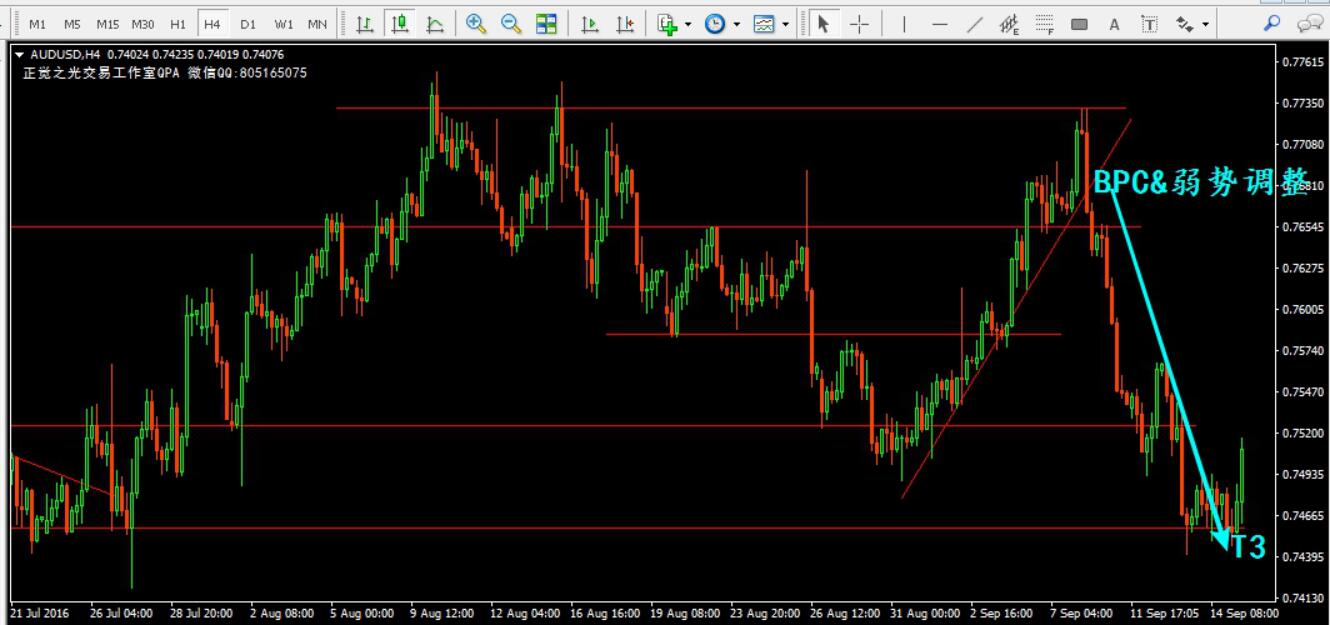 M1 M5 M15 M30 H1 H4 D1 W1 MN E F A T
AUDUSD,H4 0.74024 0.74235 0.74019 0.74076
正觉之光交易工作室QPA 微信QQ:805165075
0.77615
0.77350
0.77080
BPC&弱势调整
0.76810
0.76545
0.76275
0.76005
0.75740
0.75470
0.75200
0.74935
0.74665
T3
0.74395
0.74130
21 Jul 2016 26 Jul 04:00 28 Jul 20:00 2 Aug 08:00 5 Aug 00:00 9 Aug 12:00 12 Aug 04:00 16 Aug 16:00 19 Aug 08:00 23 Aug 20:00 26 Aug 12:00 31 Aug 00:00 2 Sep 16:00 7 Sep 04:00 11 Sep 17:05 14 Sep 08:00